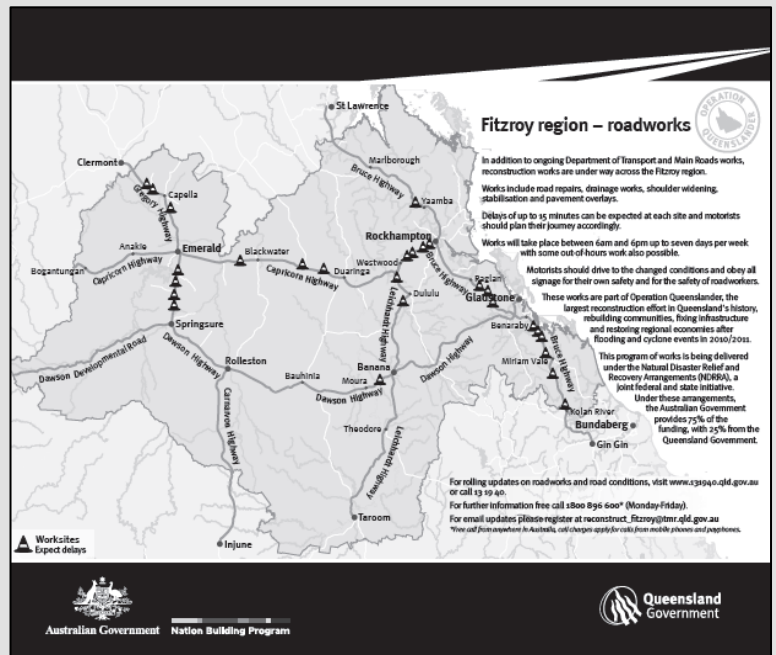 OPERATION
QUEENSLANDER
Fitzroy region – roadworks
In addition to ongoing Department of Transport and Main Roads works,
reconstruction works are under way across the Fitzroy region.
Works include road repairs, drainage works, shoulder widening,
stabilisation and pavement overlays.
Delays of up to 15 minutes can be expected at each site and motorists
should plan their journey accordingly.
Works will take place between 6am and 6pm up to seven days per week
with some out-of-hours work also possible.
Motorists should drive to the changed conditions and obey all
signage for their own safety and for the safety of roadworkers.
These works are part of Operation Queenslander, the
largest reconstruction effort in Queensland's history,
rebuilding communities, fixing infrastructure
and restoring regional economies after
flooding and cyclone events in 2010/2011.
This program of works is being delivered
under the Natural Disaster Relief and
Recovery Arrangements (NDRRA), a
joint federal and state initiative.
Under these arrangements,
the Australian Government
provides 75% of the
funding, with 25% from the
Queensland Government.
St Lawrence
Marlborough
Bruce Highway
Yaamba
Clermont
Capella
Gregory Highway
Rockhampton
Anakie
Emerald
Blackwater
Westwood
Bruce Highway
Bogantungan
Capricorn Highway
Capricorn Highway
Duaringa
Raglan
Gladstone
Dululu
Leichhardt Highway
Springsure
Benaraby
Bruce Highway
Dawson Highway
Dawson Developmental Road
Rolleston
Miriam Vale
Bauhinia
Banana
Dawson Highway
Moura
Dawson Highway
Carnarvon Highway
Kolan River
Bundaberg
Theodore
Leichhardt Highway
Gin Gin
Taroom
Injune
For rolling updates on roadworks and road conditions, visit www.131940.qld.gov.au
or call 13 19 40.
For further information free call 1800 896 600* (Monday-Friday).
For email updates please register at reconstruct_fitzroy@tmr.qld.gov.au
*Free call from anywhere in Australia, call charges apply for calls from mobile phones and payphones.
Worksites
Expect delays
Australian Government
Nation Building Program
Queensland
Government